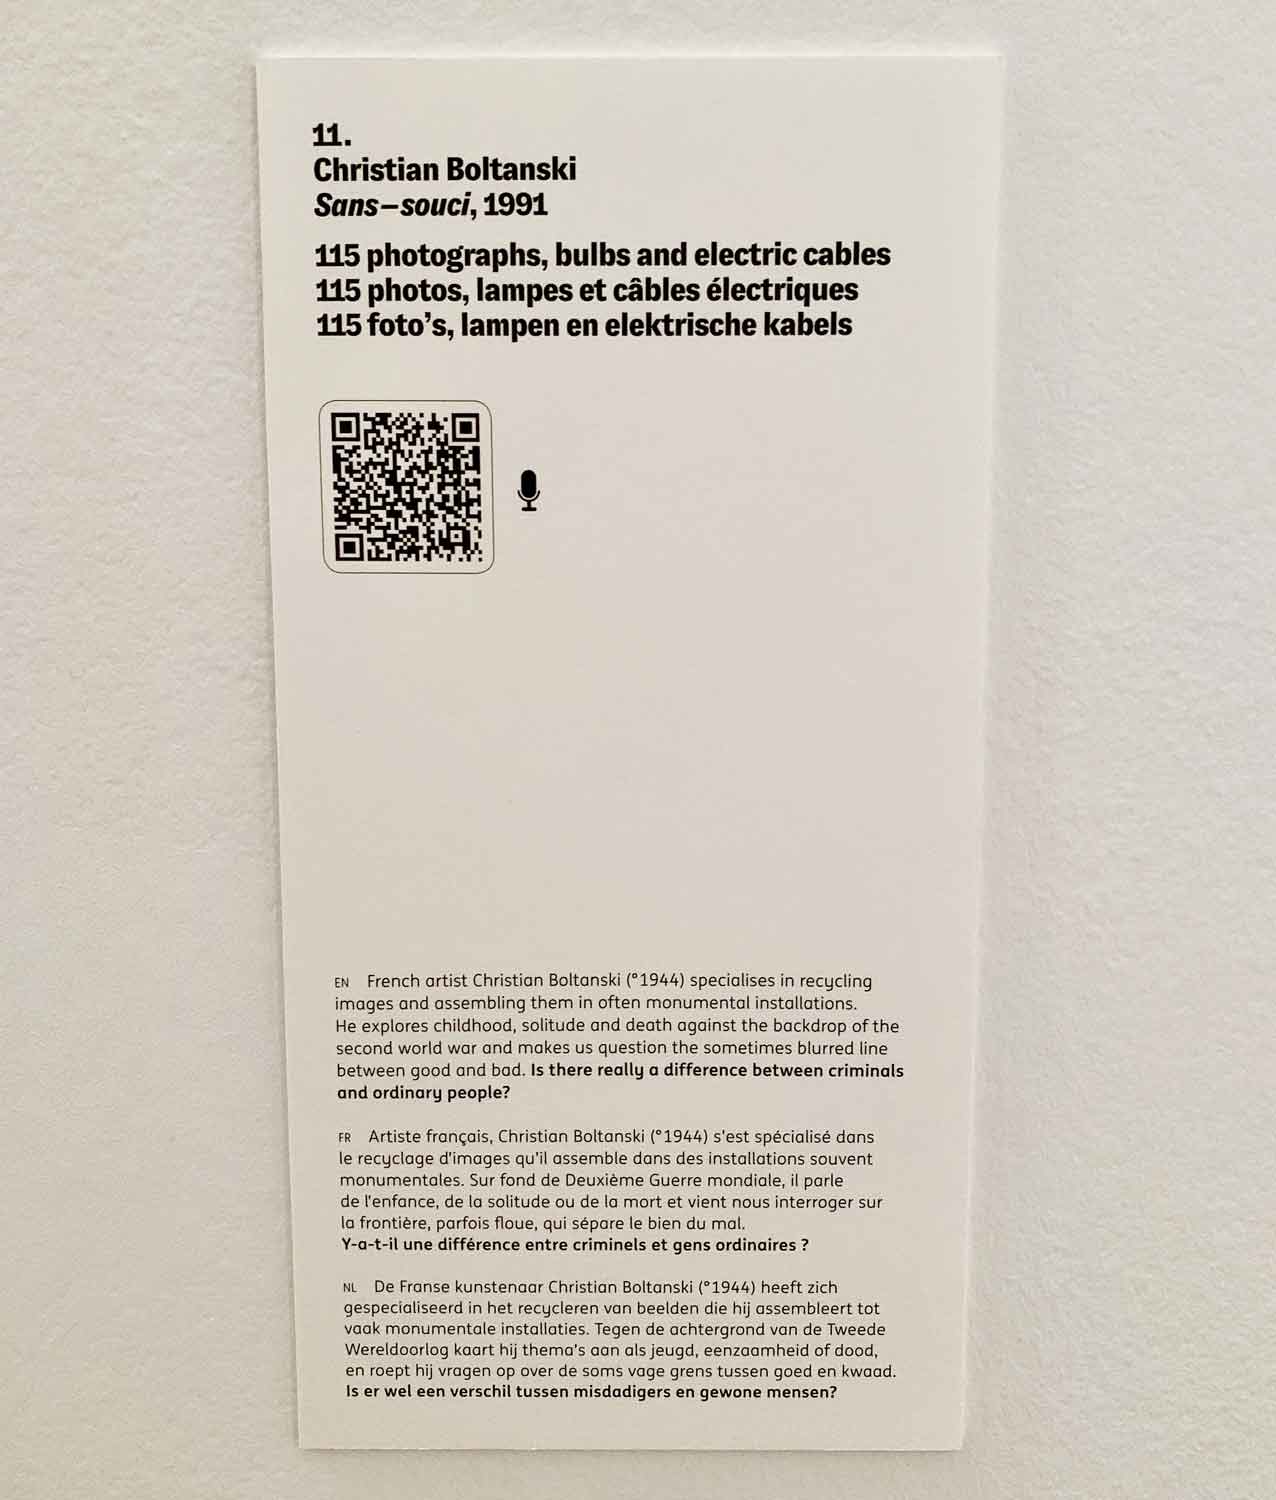 11.
Christian Boltanski
Sans–souci, 1991
115 photographs, bulbs and electric cables
115 photos, lampes et câbles électriques
115 foto's, lampen en elektrische kabels
EN French artist Christian Boltanski (°1944) specialises in recycling
images and assembling them in often monumental installations.
He explores childhood, solitude and death against the backdrop of the
second world war and makes us question the sometimes blurred line
between good and bad. Is there really a difference between criminals
and ordinary people?
FR Artiste français, Christian Boltanski (°1944) s'est spécialisé dans
le recyclage d'images qu'il assemble dans des installations souvent
monumentales. Sur fond de Deuxième Guerre mondiale, il parle
de l'enfance, de la solitude ou de la mort et vient nous interroger sur
la frontière, parfois floue, qui sépare le bien du mal.
Y-a-t-il une différence entre criminels et gens ordinaires ?
NL De Franse kunstenaar Christian Boltanski (°1944) heeft zich
gespecialiseerd in het recycleren van beelden die hij assembleert tot
vaak monumentale installaties. Tegen de achtergrond van de Tweede
Wereldoorlog kaart hij thema's aan als jeugd, eenzaamheid of dood,
en roept hij vragen op over de soms vage grens tussen goed en kwaad.
Is er wel een verschil tussen misdadigers en gewone mensen?